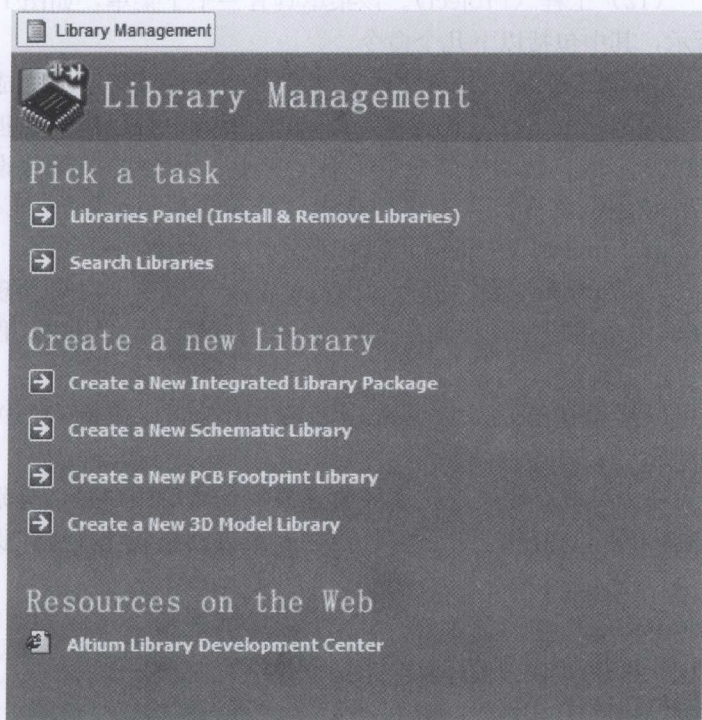 Library Management
Library Management
Pick a task
Libraries Panel (Install & Remove Libraries)
Search Libraries
Create a new Library
Create a New Integrated Library Package
Create a New Schematic Library
Create a New PCB Footprint Library
Create a New 3D Model Library
Resources on the Web
Altium Library Development Center